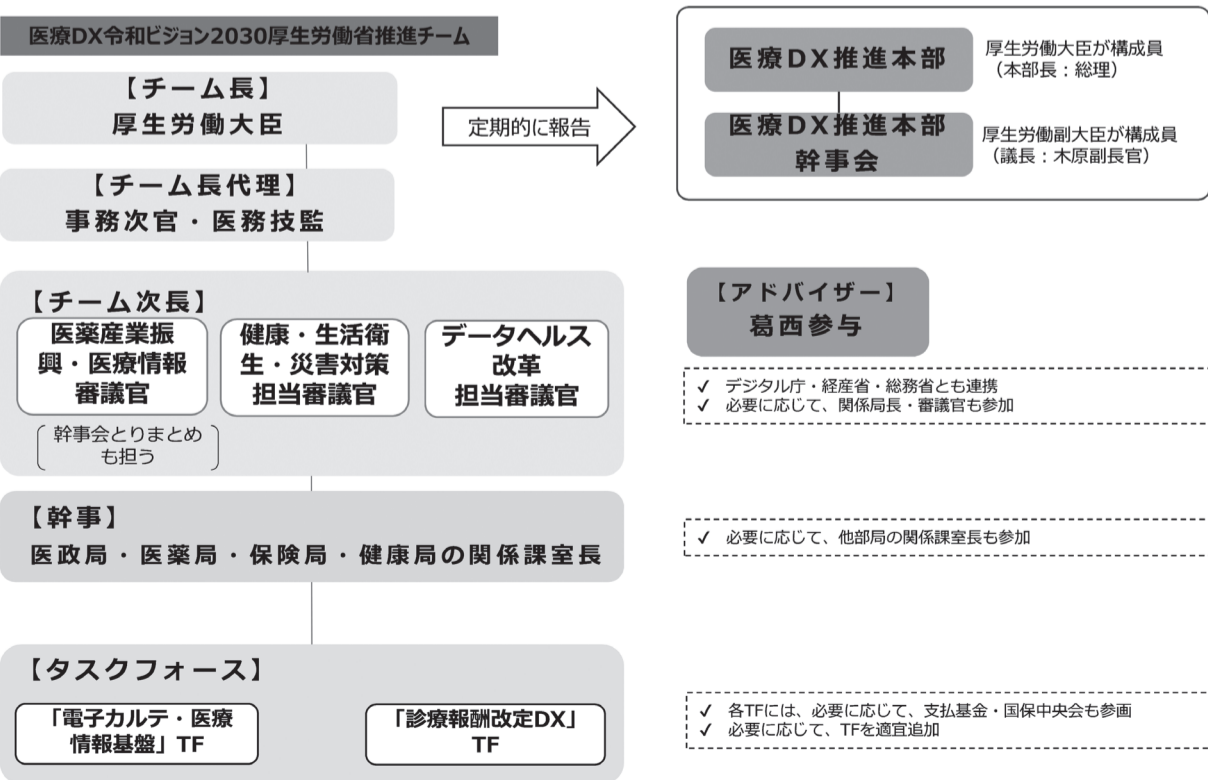 医療DX令和ビジョン2030厚生労働省推進チーム
【チーム長】
厚生労働大臣
定期的に報告
医療DX推進本部
厚生労働大臣が構成員
（本部長：総理）
医療DX推進本部
幹事会
厚生労働副大臣が構成員
（議長：木原副長官）
【チーム長代理】
事務次官・医務技監
【チーム次長】
医薬産業振
興・医療情報
審議官
健康・生活衛
生・災害対策
担当審議官
データヘルス
改革
担当審議官
幹事会とりまとめ
も担う
【アドバイザー】
葛西参与
✓ デジタル庁・経産省・総務省とも連携
✓ 必要に応じて、関係局長・審議官も参加
【幹事】
医政局・医薬局・保険局・健康局の関係課室長
✓ 必要に応じて、他部局の関係課室長も参加
【タスクフォース】
「電子カルテ・医療
情報基盤」TF
「診療報酬改定DX」
TF
✓ 各TFには、必要に応じて、支払基金・国保中央会も参画
✓ 必要に応じて、TFを適宜追加